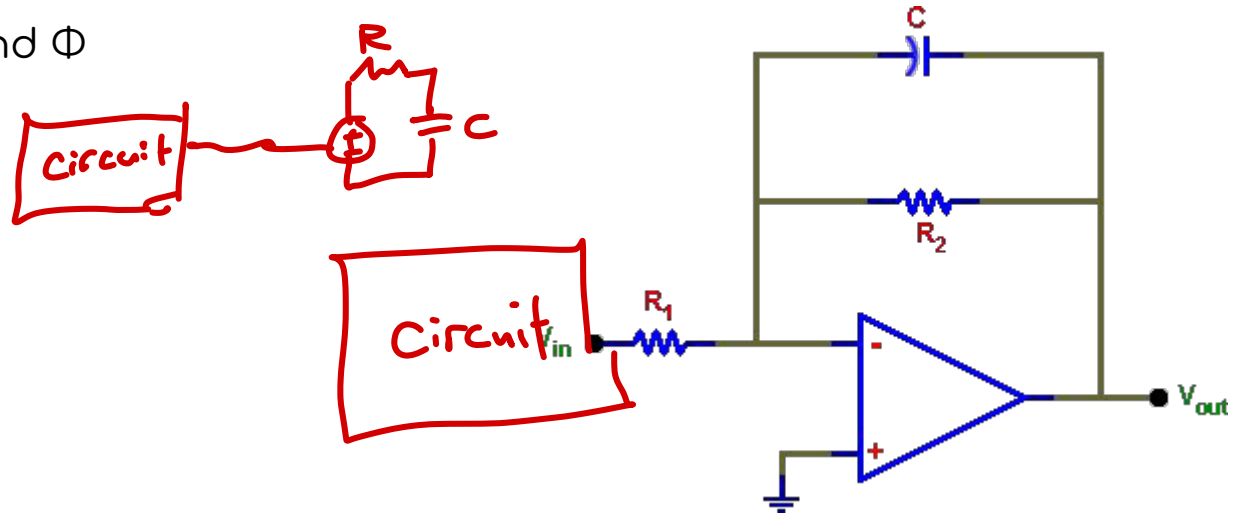 nd Φ
R
C
circuit
I
C
R₂
R₁
Circuit
Vin
-
+
Vout